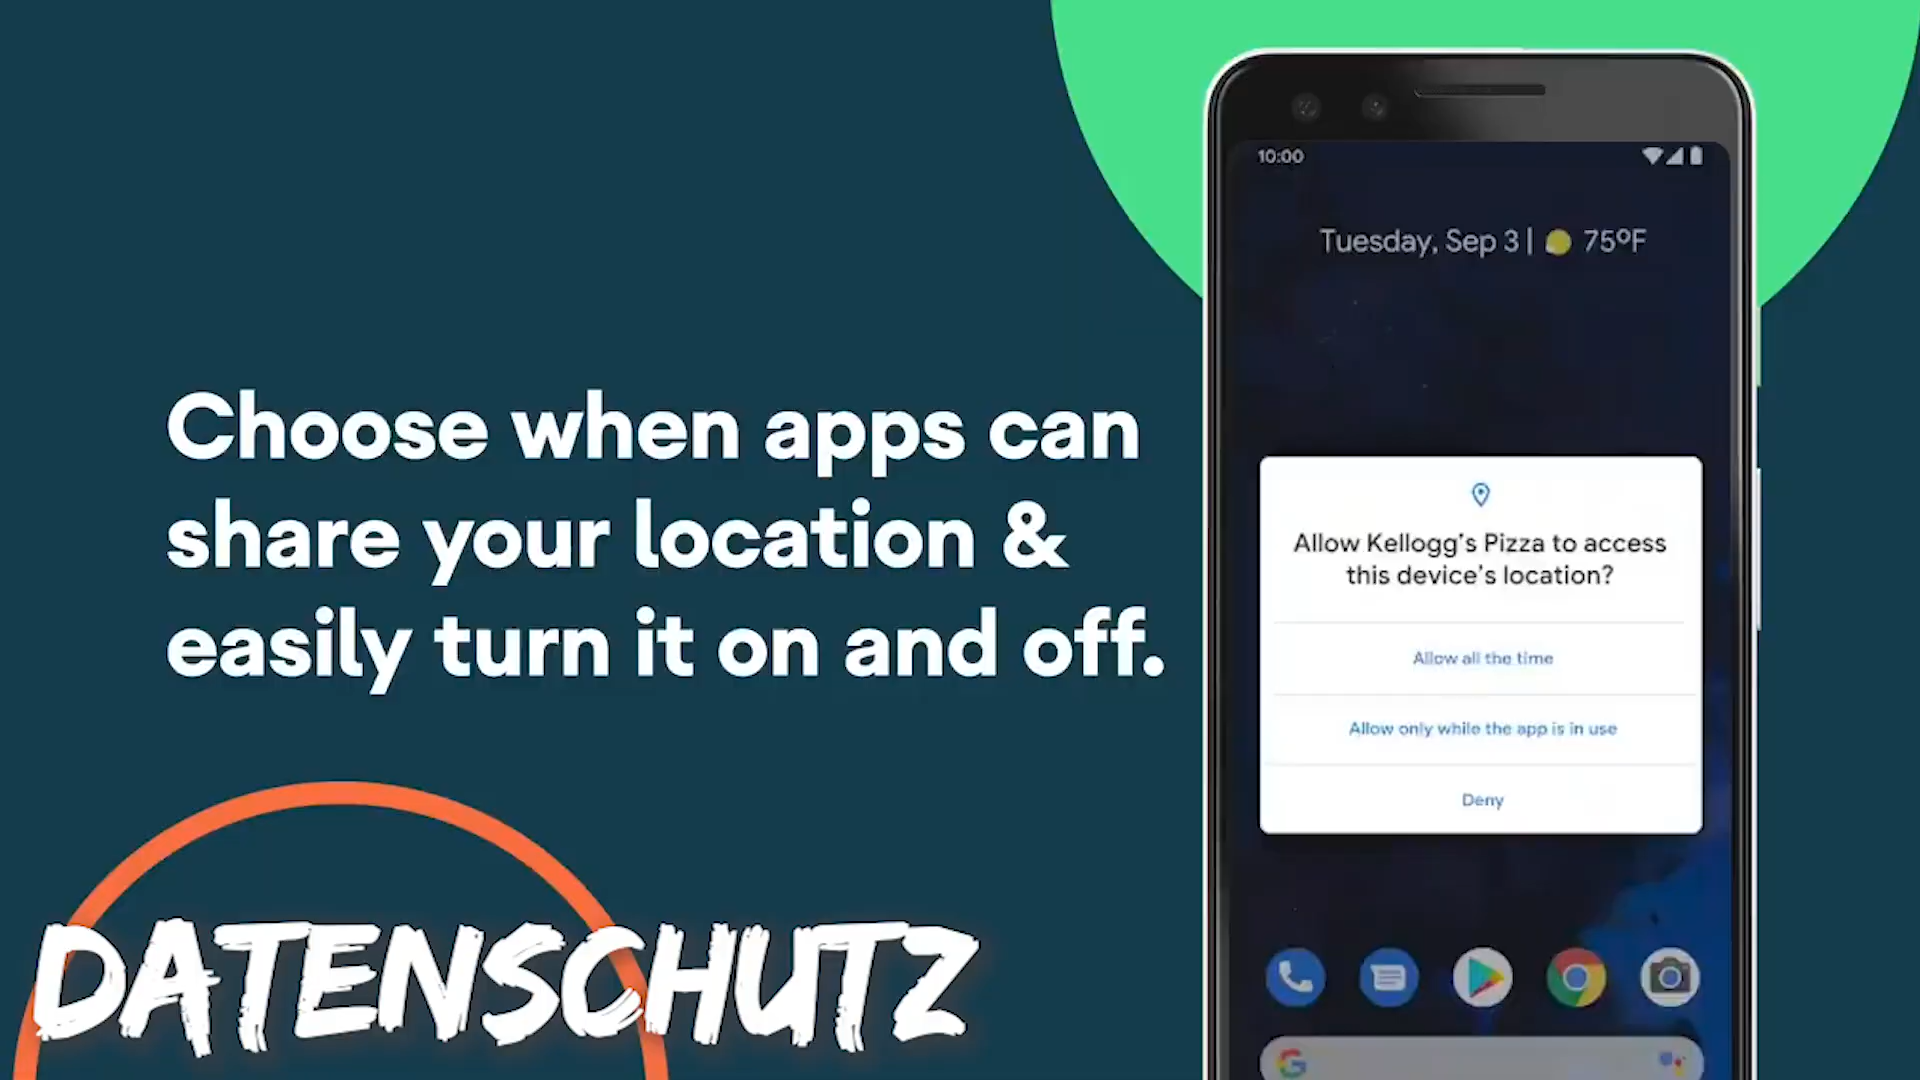 Choose when apps can
share your location &
easily turn it on and off.
DATENSCHUTZ
10:00
Tuesday, Sep 3 | 75ºF
Allow Kellogg's Pizza to access
this device's location?
Allow all the time
Allow only while the app is in use
Deny